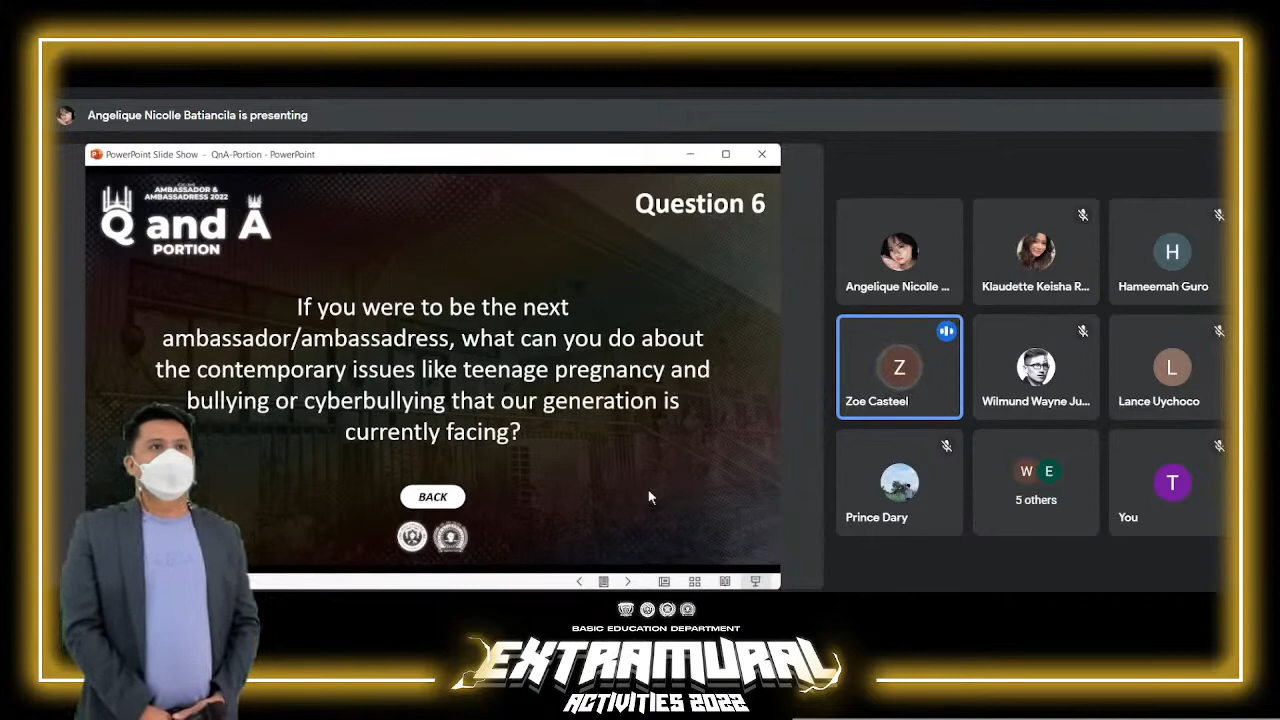 Angelique Nicolle Batiancila is presenting
PowerPoint Slide Show - QnA-Portion - PowerPoint
AMBASSADOR &
AMBASSADRESS 2022
Q and A
PORTION
Question 6
If you were to be the next
ambassador/ambassadress, what can you do about
the contemporary issues like teenage pregnancy and
bullying or cyberbullying that our generation is
currently facing?
BACK
Angelique Nicolle ...
Klaudette Keisha R...
H
Hameemah Guro
Z
Zoe Casteel
Wilmund Wayne Ju...
L
Lance Uychoco
Prince Dary
W E
5 others
T
You
BASIC EDUCATION DEPARTMENT
EXTRAMURAL
ACTIVITIES 2022